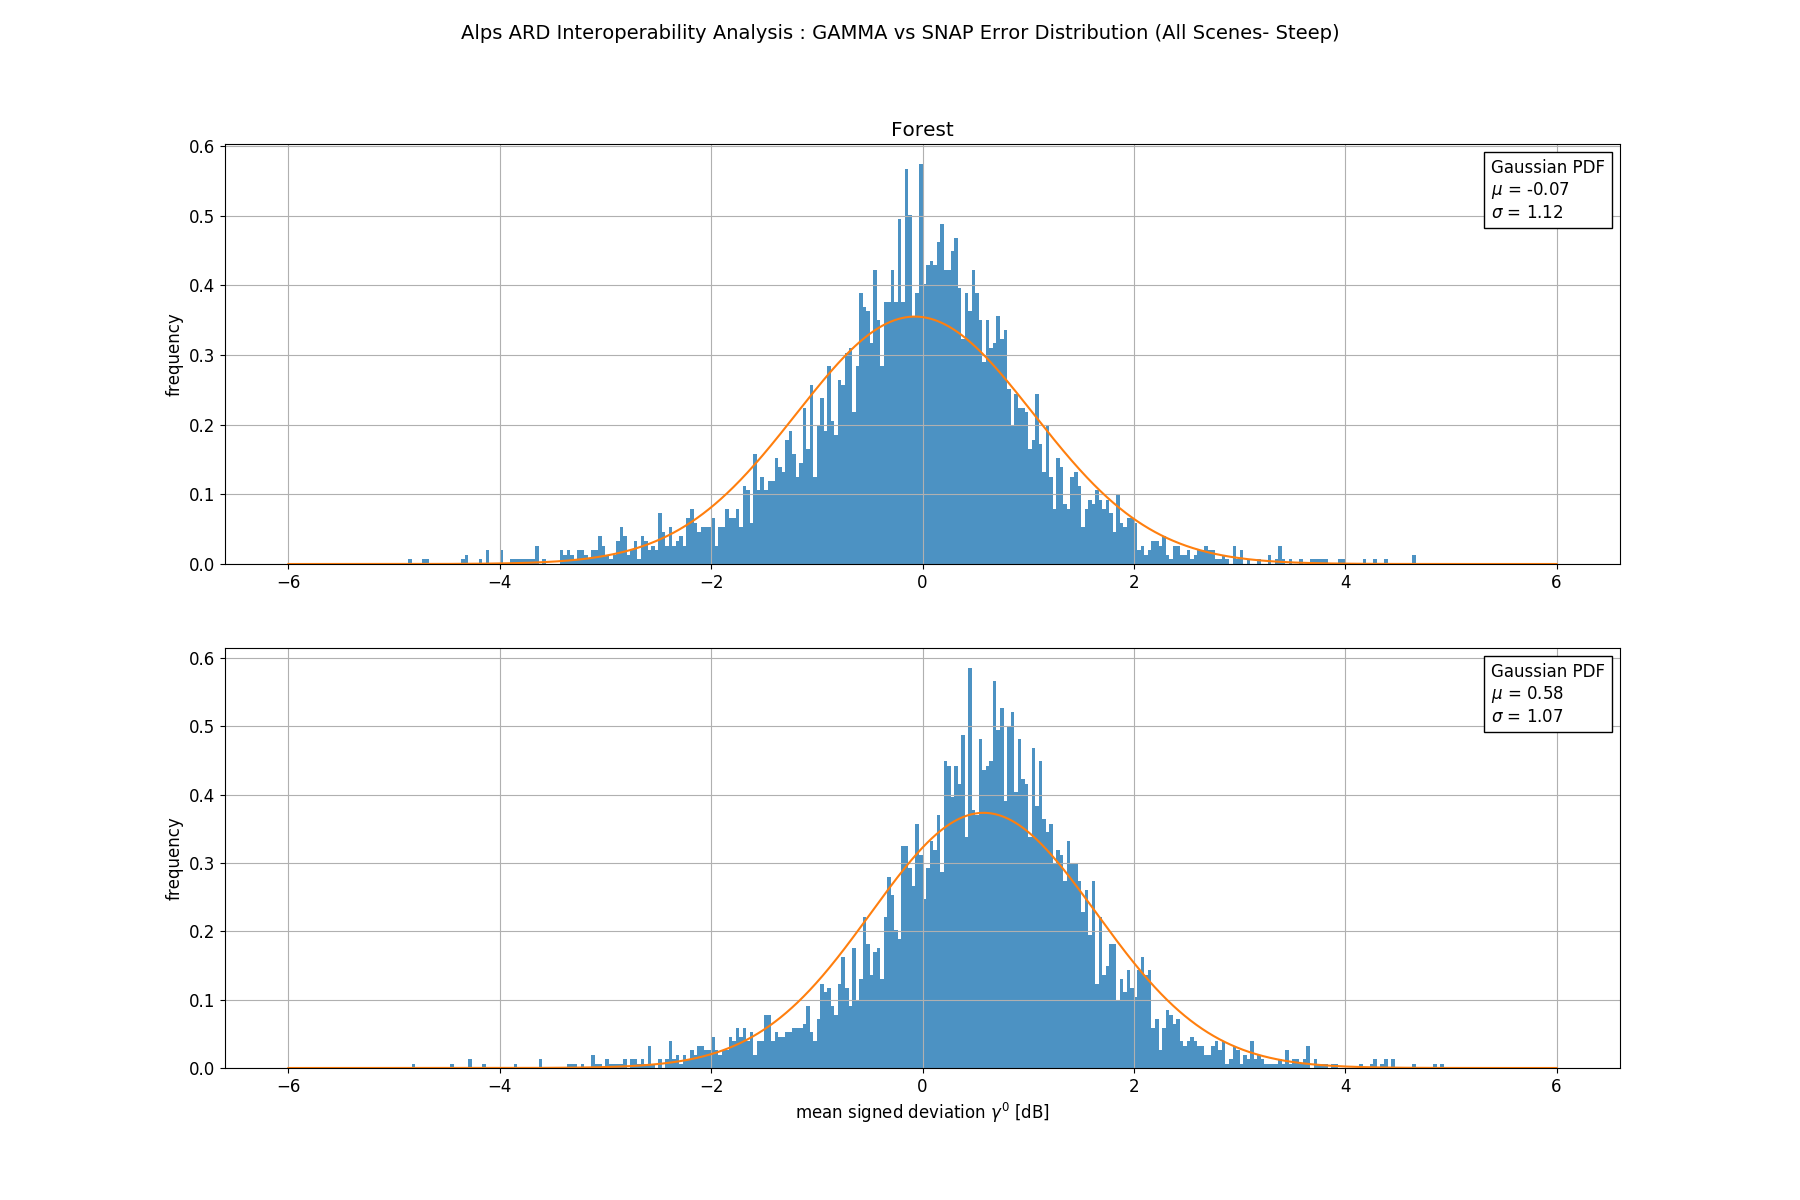 Alps ARD Interoperability Analysis : GAMMA vs SNAP Error Distribution (All Scenes- Steep)
Forest
0.6
0.5
0.4
0.3
0.2
0.1
0.0
frequency
−6 −4 −2 0 2 4 6
Gaussian PDF
μ = -0.07
σ = 1.12
0.6
0.5
0.4
0.3
0.2
0.1
0.0
frequency
−6 −4 −2 0 2 4 6
mean signed deviation γ⁰ [dB]
Gaussian PDF
μ = 0.58
σ = 1.07